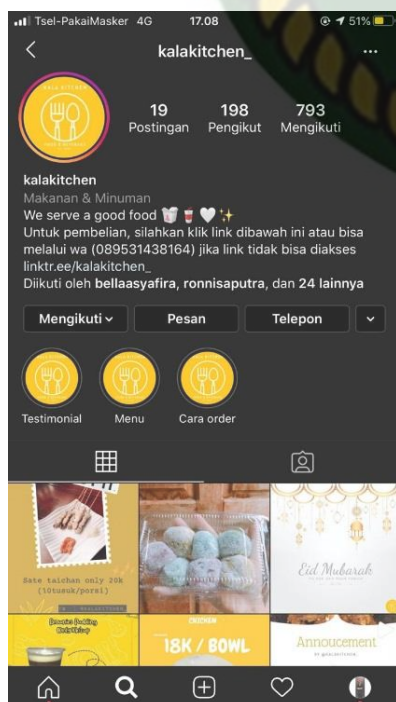 Tsel-PakaiMasker 4G 17.08 51%
kalakitchen_
19 198 793
Postingan Pengikut Mengikuti
kalakitchen
Makanan & Minuman
We serve a good food
Untuk pembelian, silahkan klik link dibawah ini atau bisa
melalui wa (089531438164) jika link tidak bisa diakses
linktr.ee/kalakitchen_
Diikuti oleh bellaasyafira, ronnisaputra, dan 24 lainnya
Mengikuti Pesan Telepon
Testimonial Menu Cara order
Sate taichan only 20k
(10tusuk/porsi)
Eid Mubarak
Brownies Pudding
CHICKEN
18K / BOWL
Annoucement